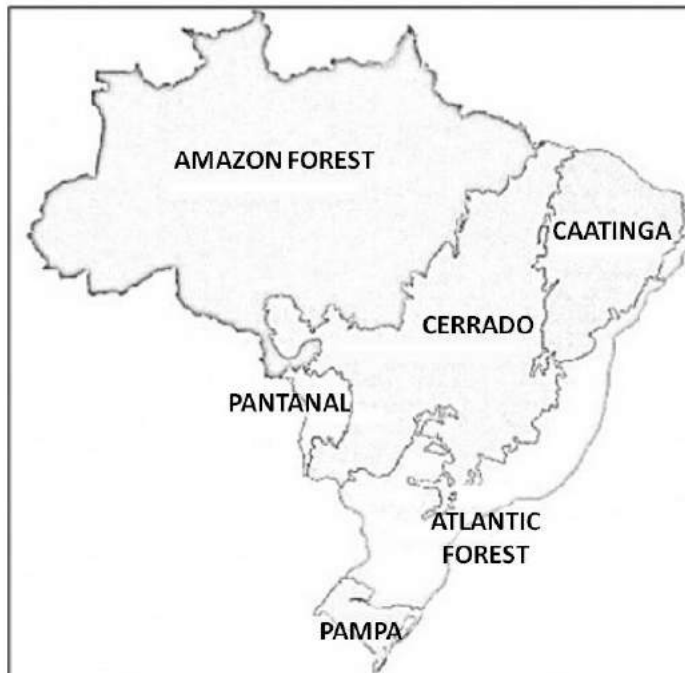 AMAZON FOREST
CAATINGA
CERRADO
PANTANAL
ATLANTIC
FOREST
PAMPA